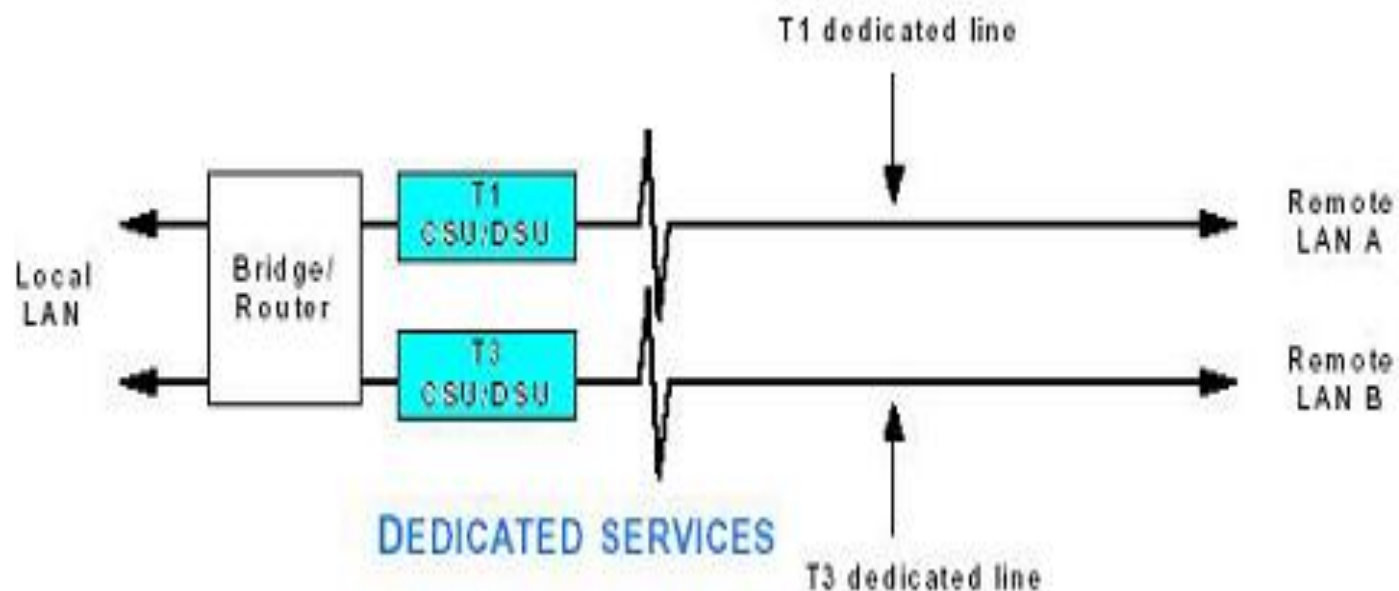 T1 dedicated line
T1
CSU/DSU
Remote
LAN A
Local
LAN
Bridge/
Router
T3
CSU/DSU
Remote
LAN B
DEDICATED SERVICES
T3 dedicated line